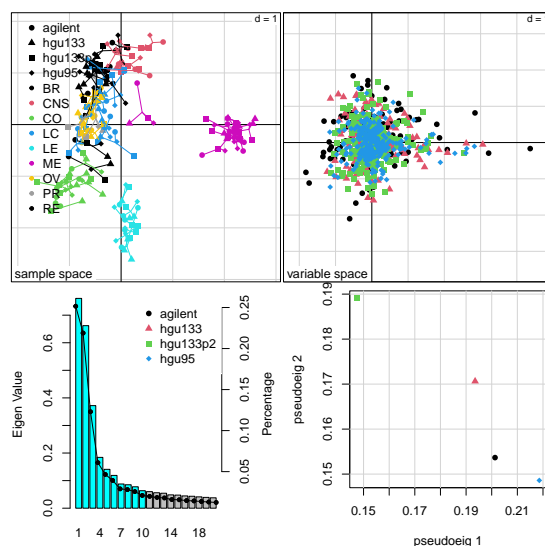 d = 1
agilent
hgu133
hgu133p2
hgu95
BR
CNS
CO
LC
LE
ME
OV
PR
RE
sample space
d =
variable space
agilent
hgu133
hgu133p2
hgu95
Eigen Value
0.0
0.2
0.4
0.6
Percentage
0.05
0.10
0.15
0.20
0.25
1
4
7
10
14
18
pseudoeig 2
0.15
0.16
0.17
0.18
0.19
0.15
0.17
0.19
0.21
pseudoeig 1